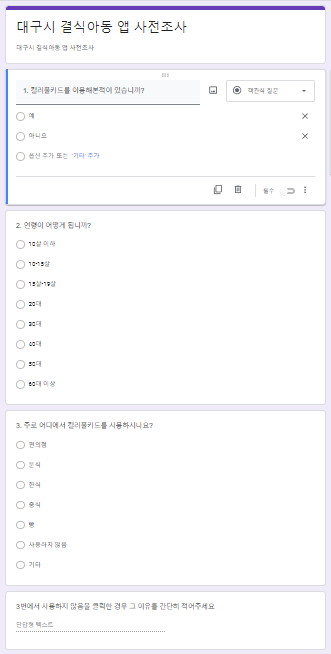 대구시 결식아동 앱 사전조사
대구시 결식아동 앱 사전조사
1. 컬러풀카드를 이용해본적이 있습니까?
객관식 질문
예
아니요
옵션 추가 또는 '기타' 추가
필수
2. 연령이 어떻게 됩니까?
10살 이하
10-15살
15살-19살
20대
30대
40대
50대
60대 이상
3. 주로 어디에서 컬러풀카드를 사용하시나요?
편의점
분식
한식
중식
빵
사용하지 않음
기타
3번에서 사용하지 않음을 클릭한 경우 그 이유를 간단히 적어주세요
단답형 텍스트